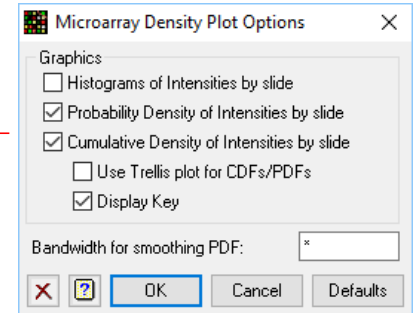 Microarray Density Plot Options
Graphics
Histograms of Intensities by slide
Probability Density of Intensities by slide
Cumulative Density of Intensities by slide
Use Trellis plot for CDFs/PDFs
Display Key
Bandwidth for smoothing PDF: *
? OK Cancel Defaults